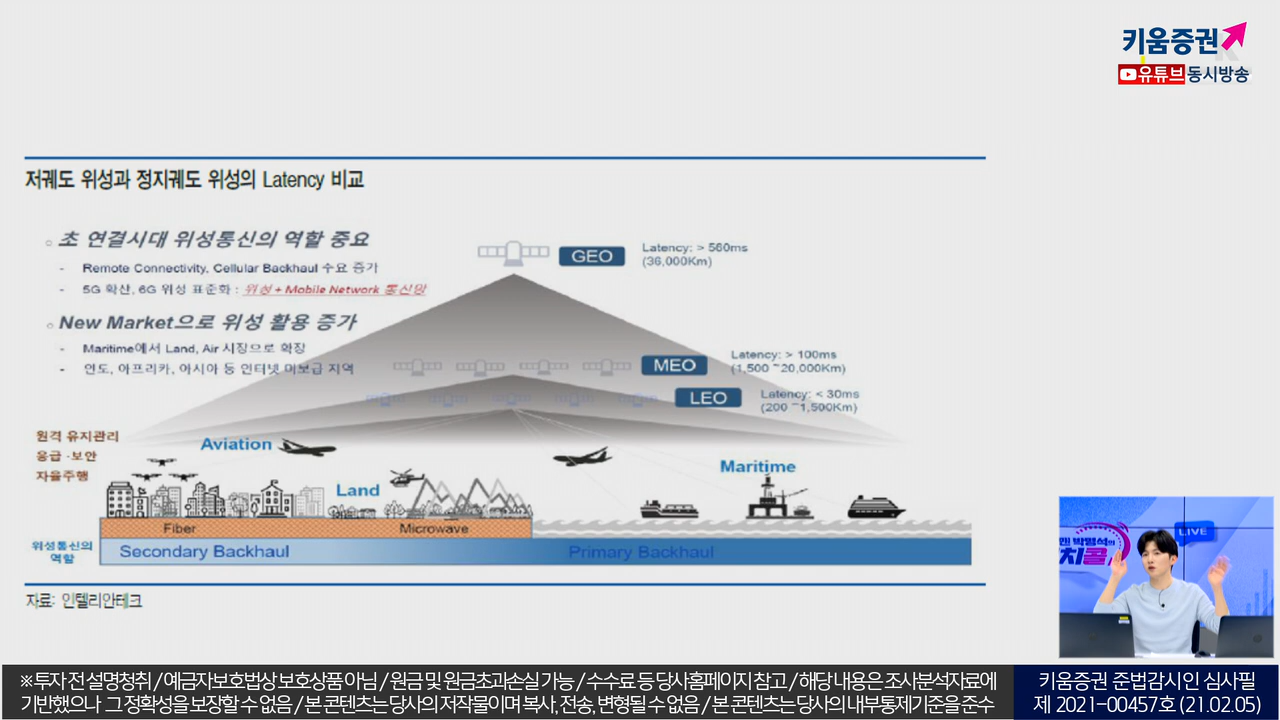 키움증권
유튜브 동시방송
저궤도 위성과 정지궤도 위성의 Latency 비교
초 연결시대 위성통신의 역할 중요
- Remote Connectivity, Cellular Backhaul 수요 증가
- 5G 확산, 6G 위성 표준화 : 위성 + Mobile Network 통신망
New Market으로 위성 활용 증가
- Maritime에서 Land, Air 시장으로 확장
- 인도, 아프리카, 아시아 등 인터넷 미보급 지역
GEO
Latency: > 560ms
(36,000Km)
MEO
Latency: > 100ms
(1,500 ~20,000Km)
LEO
Latency: < 30ms
(200 ~1,500Km)
원격 유지관리
응급·보안
자율주행
Aviation
Land
Maritime
Fiber
Microwave
위성통신의
역할
Secondary Backhaul
Primary Backhaul
자료: 인텔리안테크
LIVE
※ 투자 전 설명청취 / 예금자보호법상 보호상품 아님 / 원금 및 원금초과손실 가능 / 수수료 등 당사홈페이지 참고 / 해당 내용은 조사분석자료에
기반했으나 그 정확성을 보장할 수 없음 / 본 콘텐츠는 당사의 저작물이며 복사, 전송, 변형될 수 없음 / 본 콘텐츠는 당사의 내부통제기준을 준수
키움증권 준법감시인 심사필
제 2021-00457호 (21.02.05)